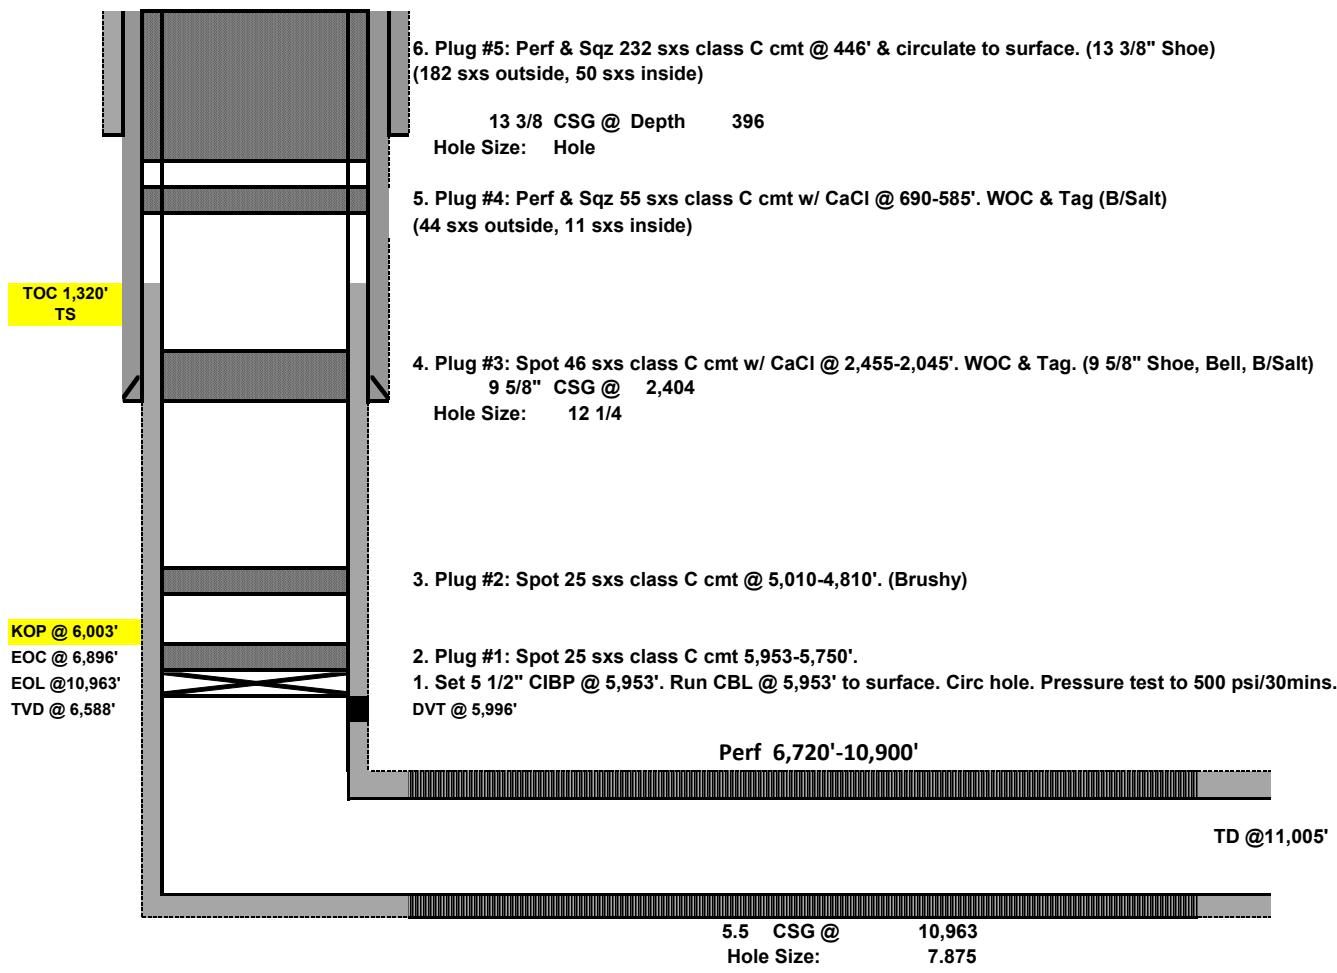 6. Plug #5: Perf & Sqz 232 sxs class C cmt @ 446' & circulate to surface. (13 3/8" Shoe)
(182 sxs outside, 50 sxs inside)
13 3/8 CSG @ Depth 396
Hole Size: Hole
5. Plug #4: Perf & Sqz 55 sxs class C cmt w/ CaCl @ 690-585'. WOC & Tag (B/Salt)
(44 sxs outside, 11 sxs inside)
TOC 1,320'
TS
4. Plug #3: Spot 46 sxs class C cmt w/ CaCl @ 2,455-2,045'. WOC & Tag. (9 5/8" Shoe, Bell, B/Salt)
9 5/8" CSG @ 2,404
Hole Size: 12 1/4
3. Plug #2: Spot 25 sxs class C cmt @ 5,010-4,810'. (Brushy)
KOP @ 6,003'
EOC @ 6,896'
2. Plug #1: Spot 25 sxs class C cmt 5,953-5,750'.
EOL @10,963'
1. Set 5 1/2" CIBP @ 5,953'. Run CBL @ 5,953' to surface. Circ hole. Pressure test to 500 psi/30mins.
TVD @ 6,588'
DVT @ 5,996'
Perf 6,720'-10,900'
TD @11,005'
5.5 CSG @ 10,963
Hole Size: 7.875